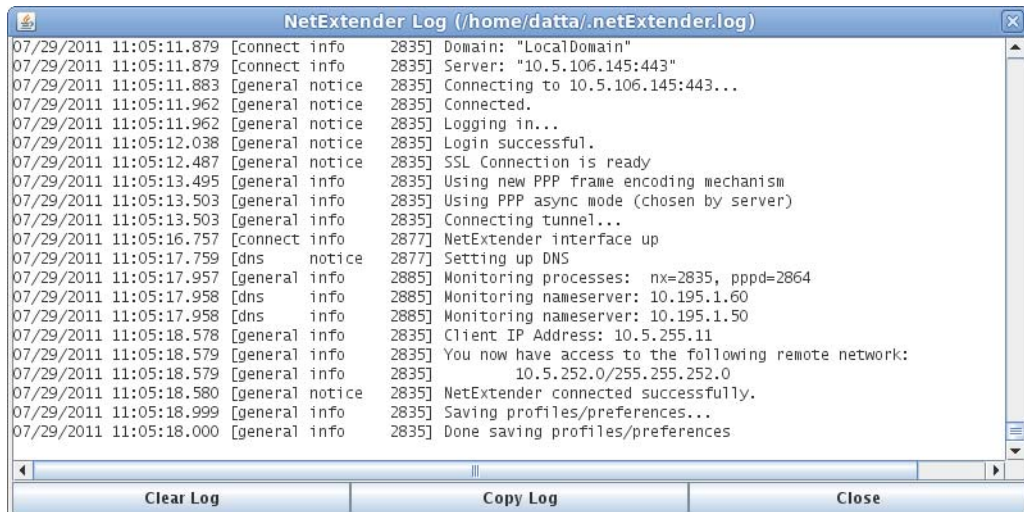 NetExtender Log (/home/datta/.netExtender.log)
07/29/2011 11:05:11.879 [connect info     2835] Domain: "LocalDomain"
07/29/2011 11:05:11.879 [connect info     2835] Server: "10.5.106.145:443"
07/29/2011 11:05:11.883 [general notice   2835] Connecting to 10.5.106.145:443...
07/29/2011 11:05:11.962 [general notice   2835] Connected.
07/29/2011 11:05:11.962 [general notice   2835] Logging in...
07/29/2011 11:05:12.038 [general notice   2835] Login successful.
07/29/2011 11:05:12.487 [general notice   2835] SSL Connection is ready
07/29/2011 11:05:13.495 [general info     2835] Using new PPP frame encoding mechanism
07/29/2011 11:05:13.503 [general info     2835] Using PPP async mode (chosen by server)
07/29/2011 11:05:13.503 [general info     2835] Connecting tunnel...
07/29/2011 11:05:16.757 [connect info     2877] NetExtender interface up
07/29/2011 11:05:17.759 [dns     notice   2877] Setting up DNS
07/29/2011 11:05:17.957 [general info     2885] Monitoring processes:  nx=2835, pppd=2864
07/29/2011 11:05:17.958 [dns     info     2885] Monitoring nameserver: 10.195.1.60
07/29/2011 11:05:17.958 [dns     info     2885] Monitoring nameserver: 10.195.1.50
07/29/2011 11:05:18.578 [general info     2835] Client IP Address: 10.5.255.11
07/29/2011 11:05:18.579 [general info     2835] You now have access to the following remote network:
07/29/2011 11:05:18.579 [general info     2835]         10.5.252.0/255.255.252.0
07/29/2011 11:05:18.580 [general notice   2835] NetExtender connected successfully.
07/29/2011 11:05:18.999 [general info     2835] Saving profiles/preferences...
07/29/2011 11:05:18.000 [general info     2835] Done saving profiles/preferences
Clear Log
Copy Log
Close